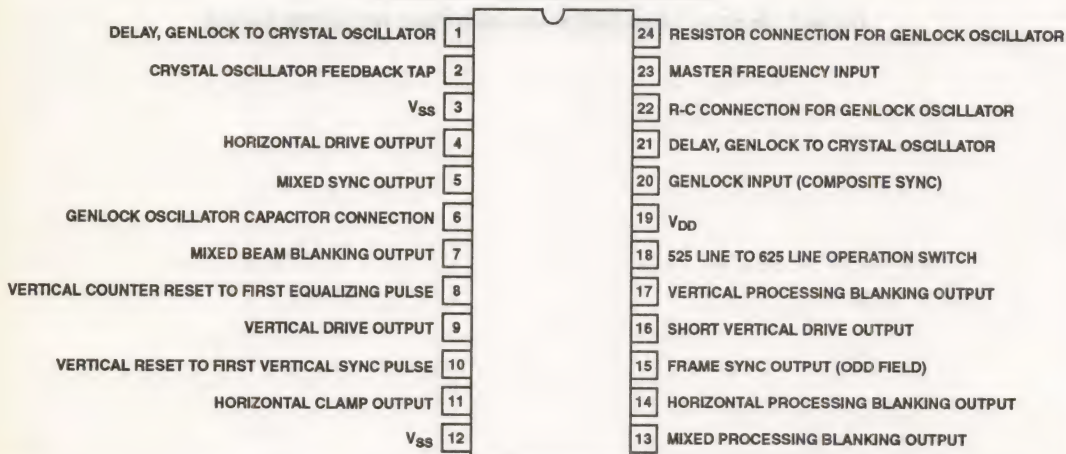 DELAY, GENLOCK TO CRYSTAL OSCILLATOR 1
CRYSTAL OSCILLATOR FEEDBACK TAP 2
VSS 3
HORIZONTAL DRIVE OUTPUT 4
MIXED SYNC OUTPUT 5
GENLOCK OSCILLATOR CAPACITOR CONNECTION 6
MIXED BEAM BLANKING OUTPUT 7
VERTICAL COUNTER RESET TO FIRST EQUALIZING PULSE 8
VERTICAL DRIVE OUTPUT 9
VERTICAL RESET TO FIRST VERTICAL SYNC PULSE 10
HORIZONTAL CLAMP OUTPUT 11
VSS 12
24 RESISTOR CONNECTION FOR GENLOCK OSCILLATOR
23 MASTER FREQUENCY INPUT
22 R-C CONNECTION FOR GENLOCK OSCILLATOR
21 DELAY, GENLOCK TO CRYSTAL OSCILLATOR
20 GENLOCK INPUT (COMPOSITE SYNC)
19 VDD
18 525 LINE TO 625 LINE OPERATION SWITCH
17 VERTICAL PROCESSING BLANKING OUTPUT
16 SHORT VERTICAL DRIVE OUTPUT
15 FRAME SYNC OUTPUT (ODD FIELD)
14 HORIZONTAL PROCESSING BLANKING OUTPUT
13 MIXED PROCESSING BLANKING OUTPUT